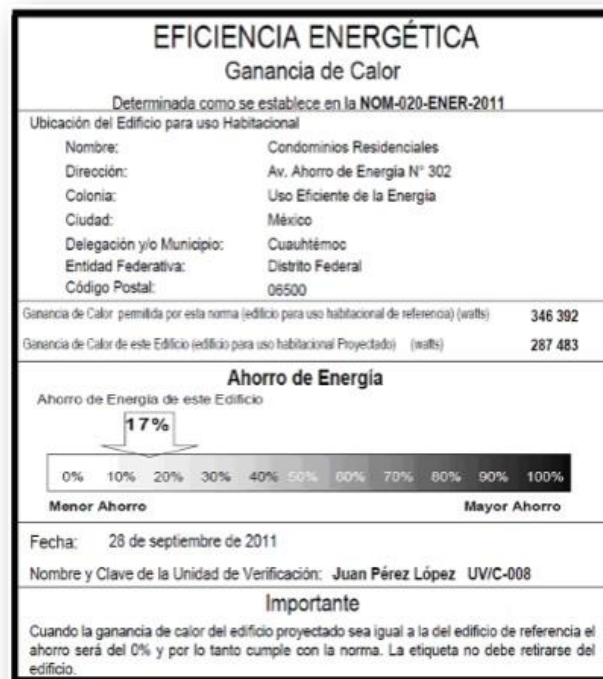 EFICIENCIA ENERGÉTICA
Ganancia de Calor
Determinada como se establece en la NOM-020-ENER-2011
Ubicación del Edificio para uso Habitacional
Nombre: Condominios Residenciales
Dirección: Av. Ahorro de Energía N° 302
Colonia: Uso Eficiente de la Energía
Ciudad: México
Delegación y/o Municipio: Cuauhtémoc
Entidad Federativa: Distrito Federal
Código Postal: 06500
Ganancia de Calor permitida por esta norma (edificio para uso habitacional de referencia) (watts) 346 392
Ganancia de Calor de este Edificio (edificio para uso habitacional Proyectado) (watts) 287 483
Ahorro de Energía
Ahorro de Energía de este Edificio
17%
0% 10% 20% 30% 40% 50% 60% 70% 80% 90% 100%
Menor Ahorro Mayor Ahorro
Fecha: 28 de septiembre de 2011
Nombre y Clave de la Unidad de Verificación: Juan Pérez López UV/C-008
Importante
Cuando la ganancia de calor del edificio proyectado sea igual a la del edificio de referencia el
ahorro será del 0% y por lo tanto cumple con la norma. La etiqueta no debe retirarse del
edificio.